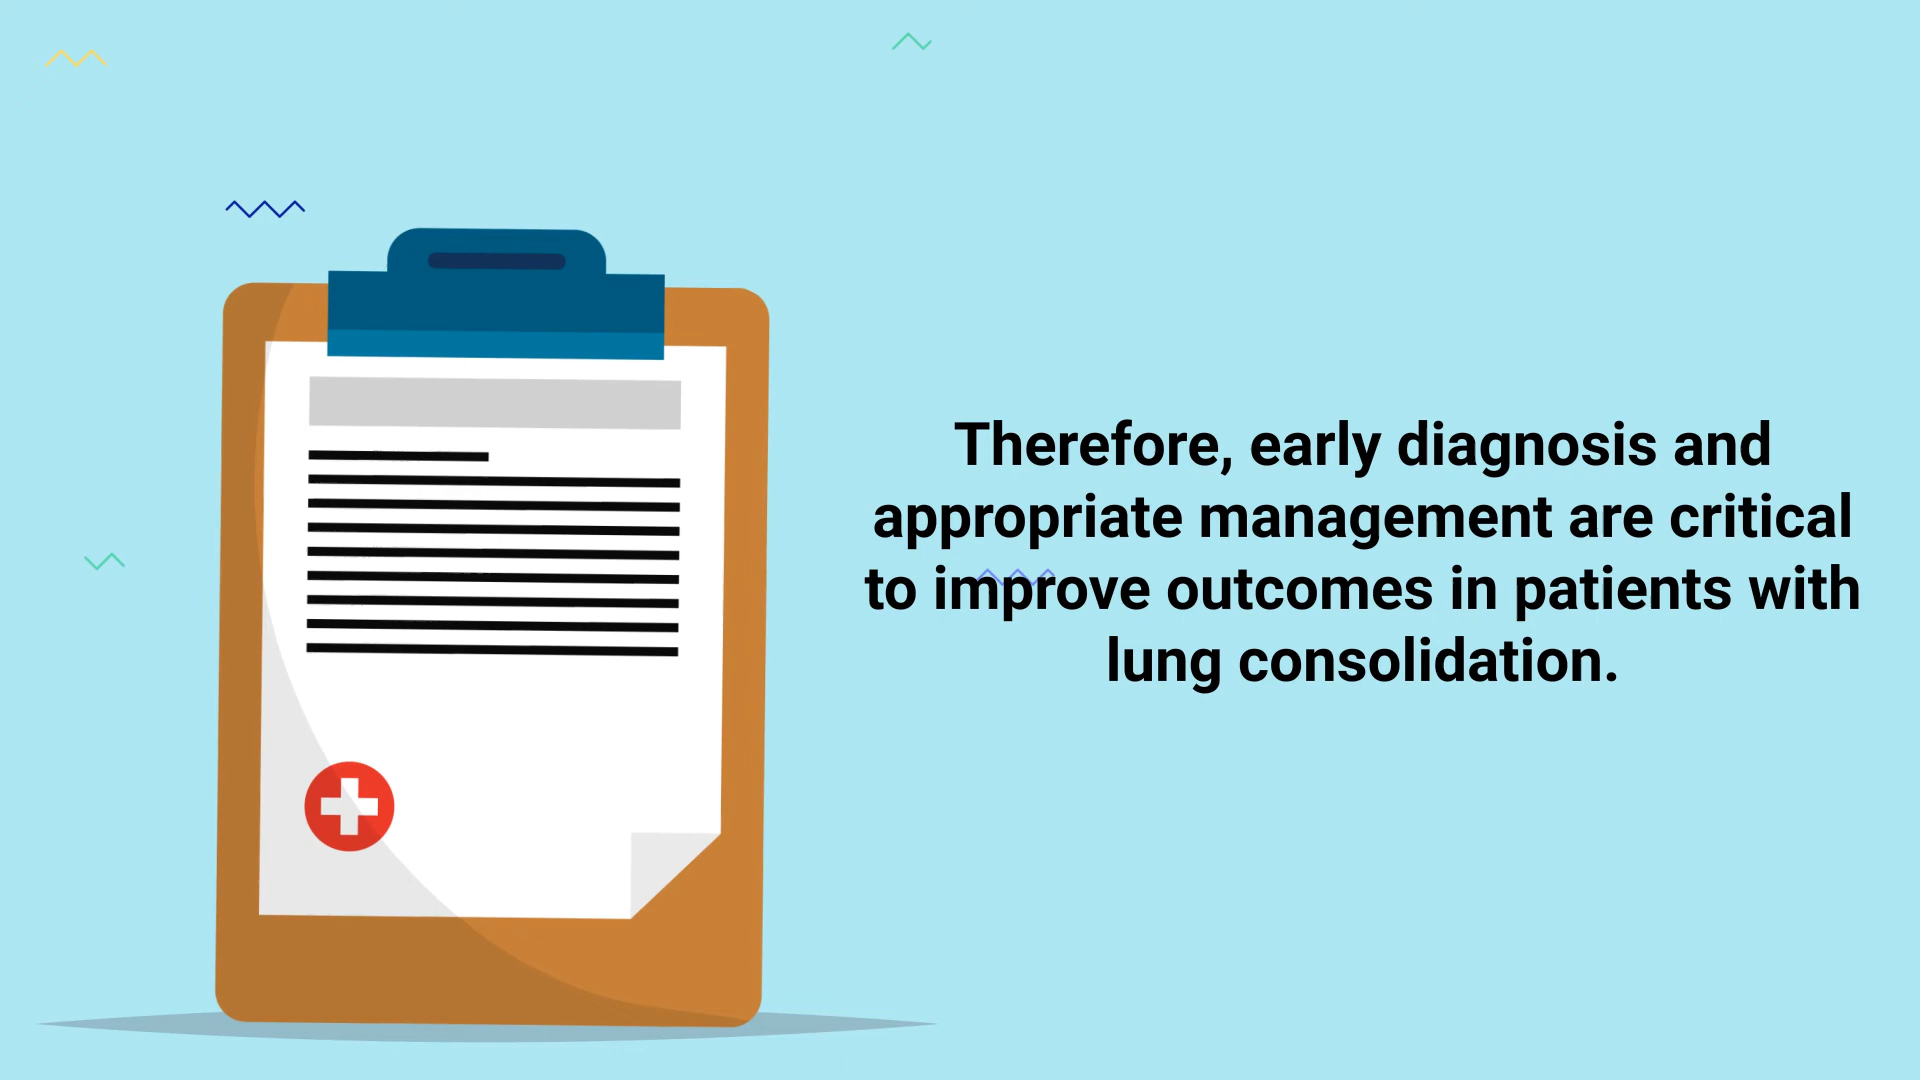 Therefore, early diagnosis and
appropriate management are critical
to improve outcomes in patients with
lung consolidation.